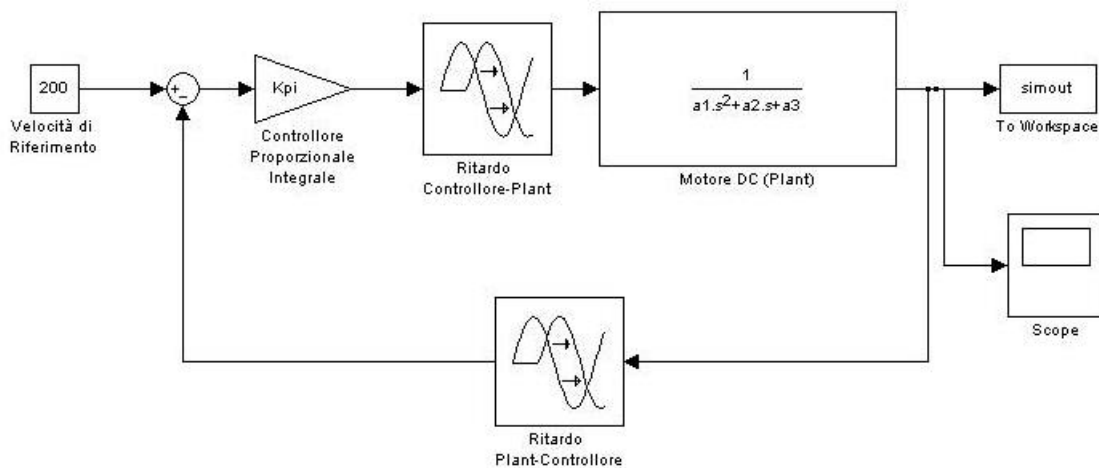 200
Velocità di
Riferimento
+
−
Kpi
Controllore
Proporzionale
Integrale
Ritardo
Controllore-Plant
1
a1.s²+a2.s+a3
Motore DC (Plant)
simout
To Workspace
Scope
Ritardo
Plant-Controllore